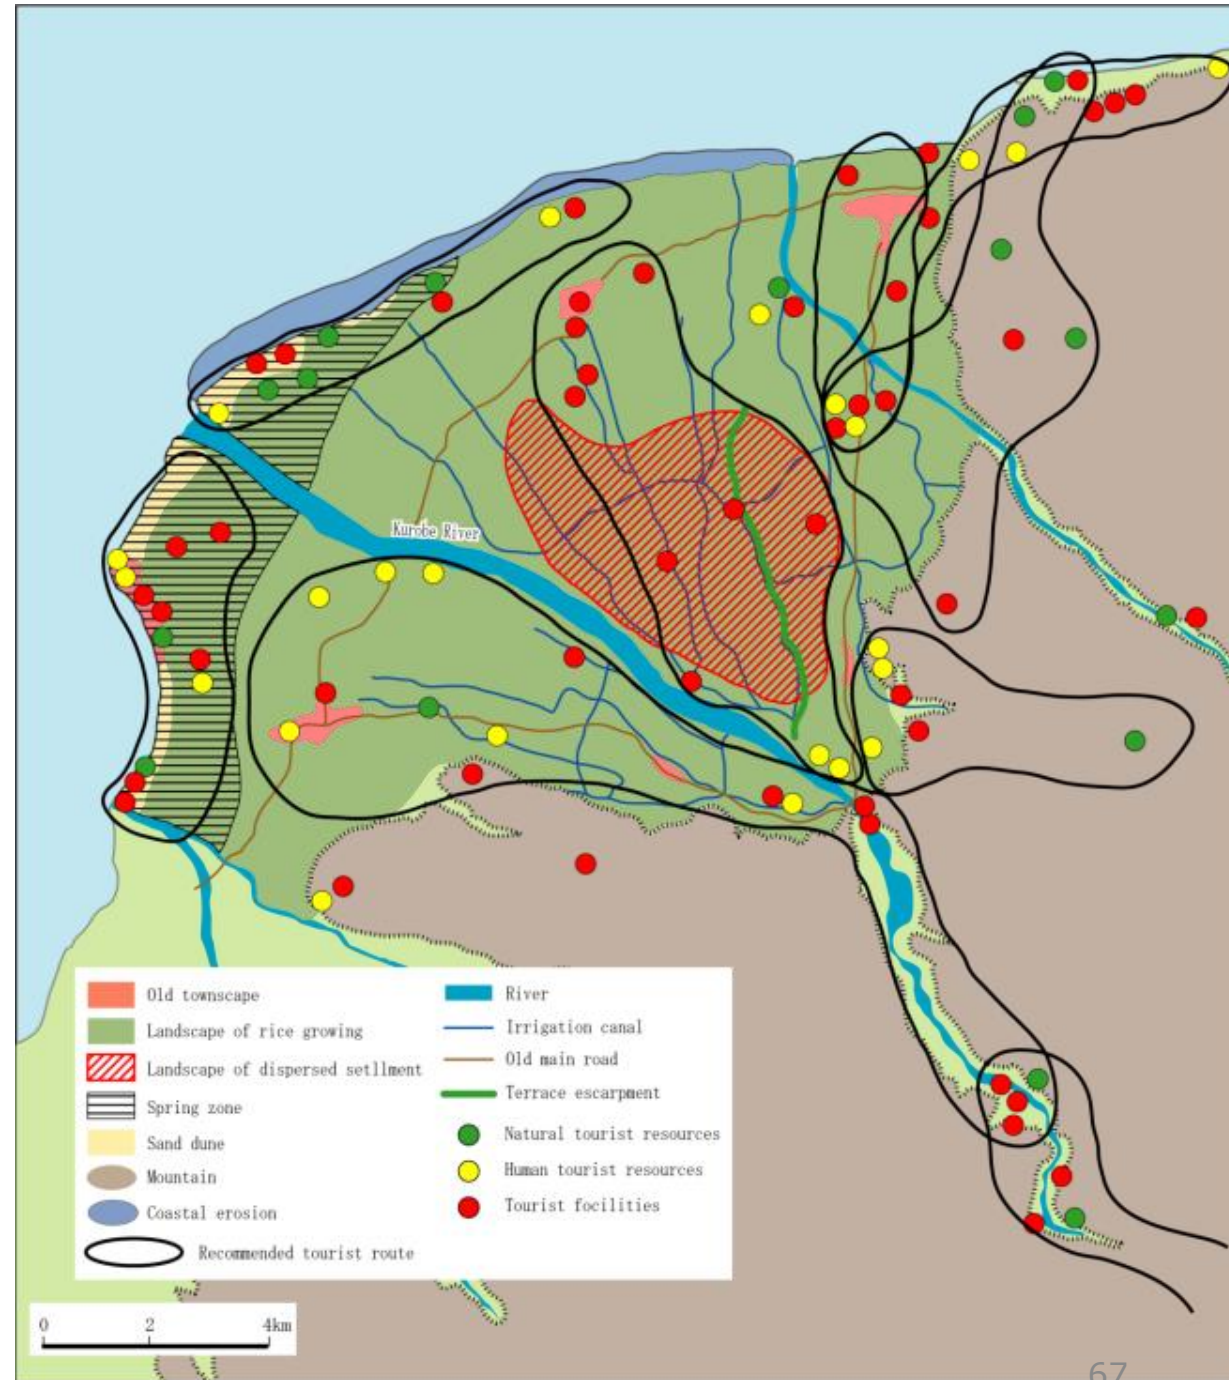 Kurobe River
Old townscape
Landscape of rice growing
Landscape of dispersed setllment
Spring zone
Sand dune
Mountain
Coastal erosion
Recommended tourist route
River
Irrigation canal
Old main road
Terrace escarpment
Natural tourist resources
Human tourist resources
Tourist focilities
0 2 4km
67